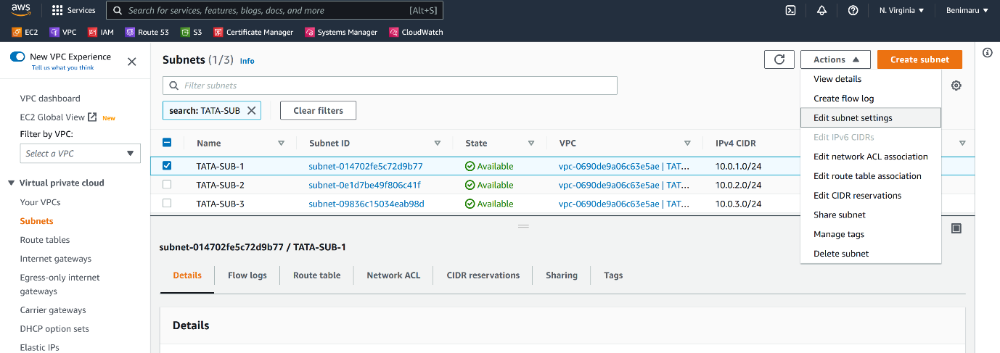 aws
Services
Search for services, features, blogs, docs, and more
[Alt+S]
N. Virginia
Benimaru
EC2
VPC
IAM
Route 53
S3
Certificate Manager
Systems Manager
CloudWatch
New VPC Experience
Tell us what you think
VPC dashboard
EC2 Global View
New
Filter by VPC:
Select a VPC
Virtual private cloud
Your VPCs
Subnets
Route tables
Internet gateways
Egress-only internet
gateways
Carrier gateways
DHCP option sets
Elastic IPs
Subnets (1/3) Info
Actions
Create subnet
Filter subnets
search: TATA-SUB
Clear filters
View details
Create flow log
Edit subnet settings
Edit IPv6 CIDRs
Edit network ACL association
Edit route table association
Edit CIDR reservations
Share subnet
Manage tags
Delete subnet
Name Subnet ID State VPC IPv4 CIDR
TATA-SUB-1 subnet-014702fe5c72d9b77 Available vpc-0690de9a06c63e5ae | TAT... 10.0.1.0/24
TATA-SUB-2 subnet-0e1d7be49f806c41f Available vpc-0690de9a06c63e5ae | TAT... 10.0.2.0/24
TATA-SUB-3 subnet-09836c15034eab98d Available vpc-0690de9a06c63e5ae | TAT... 10.0.3.0/24
subnet-014702fe5c72d9b77 / TATA-SUB-1
Details
Flow logs
Route table
Network ACL
CIDR reservations
Sharing
Tags
Details